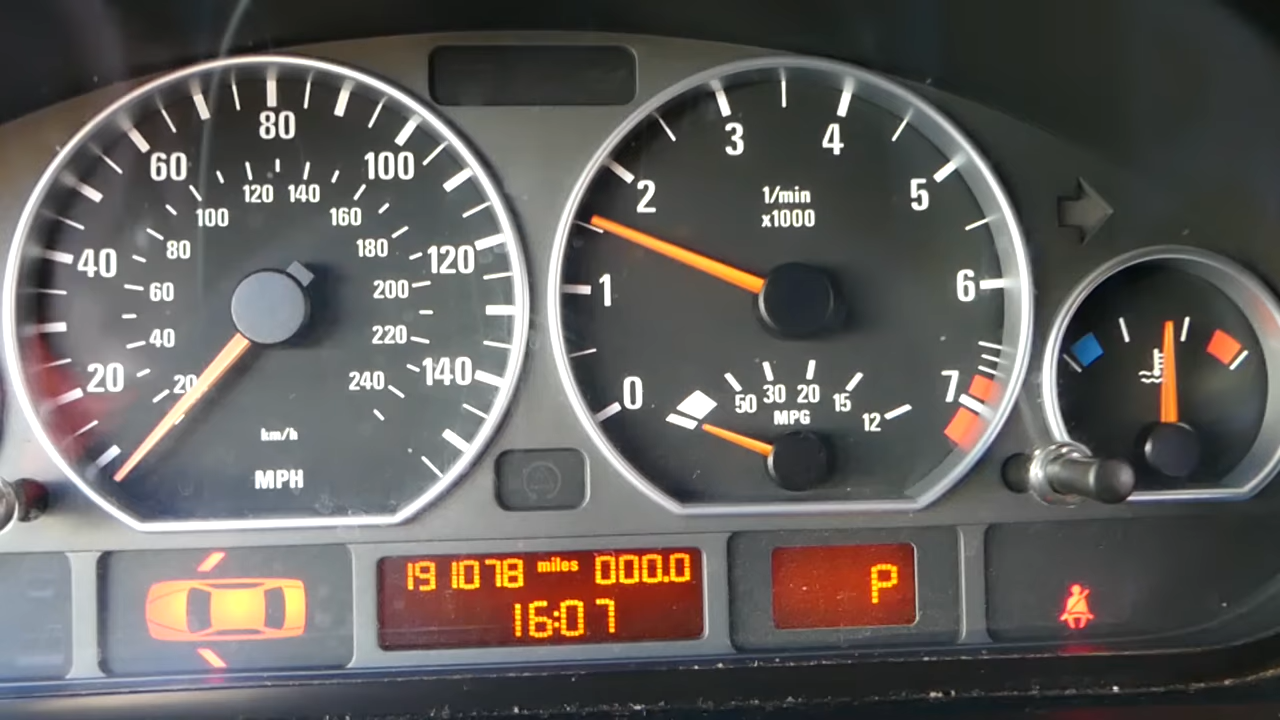 20 40 60 80 100 120 140
20 40 60 80 100 120 140 160 180 200 220 240
km/h
MPH
0 1 2 3 4 5 6 7
1/min
x1000
50 30 20 15 12
MPG
191078 miles 000.0
16:07
P